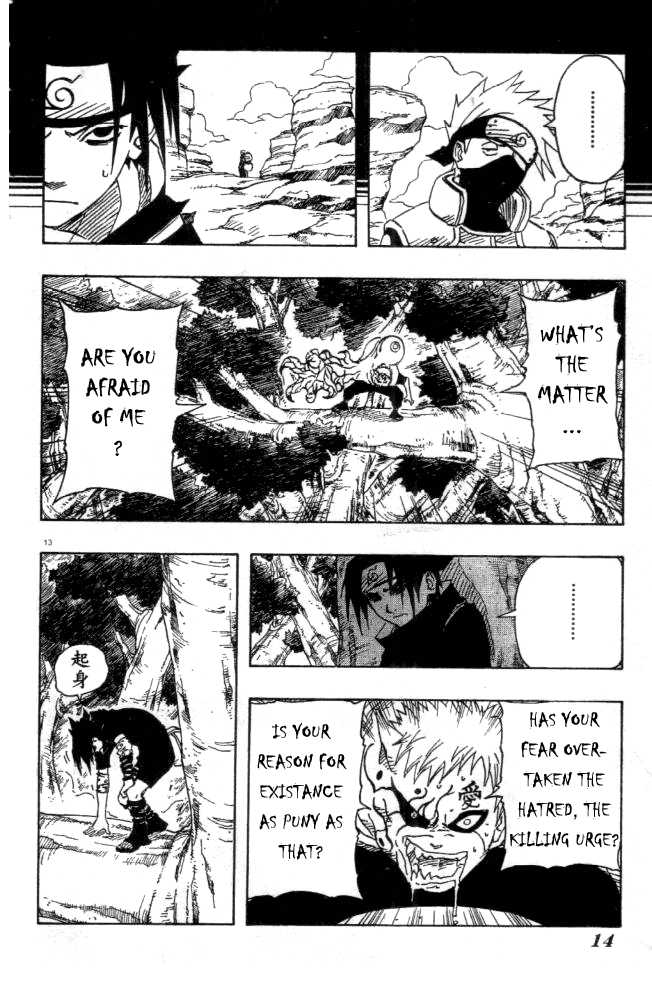 ………
WHAT'S
THE
MATTER
...
ARE YOU
AFRAID
OF ME
?
13
………
起身
HAS YOUR
FEAR OVER-
TAKEN THE
HATRED, THE
KILLING URGE?
愛
IS YOUR
REASON FOR
EXISTANCE
AS PUNY AS
THAT?
14